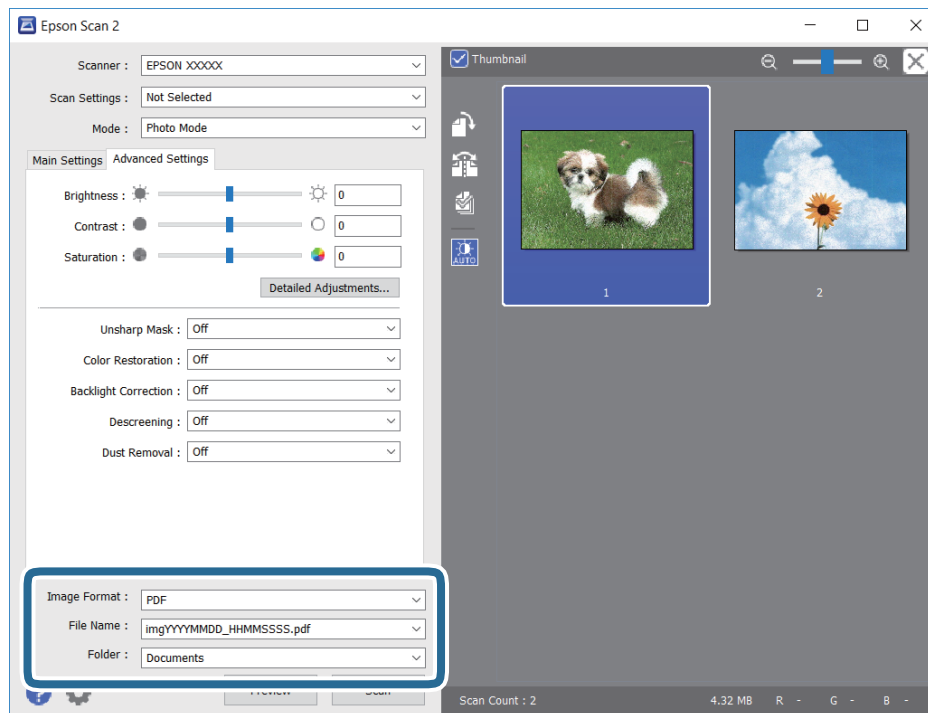 Epson Scan 2
Scanner : EPSON XXXXX
Scan Settings : Not Selected
Mode : Photo Mode
Main Settings Advanced Settings
Brightness : 0
Contrast : 0
Saturation : 0
Detailed Adjustments...
Unsharp Mask : Off
Color Restoration : Off
Backlight Correction : Off
Descreening : Off
Dust Removal : Off
Image Format : PDF
File Name : imgYYYYMMDD_HHMMSSSS.pdf
Folder : Documents
Preview Scan
Thumbnail
AUTO
1 2
Scan Count : 2 4.32 MB R - G - B -